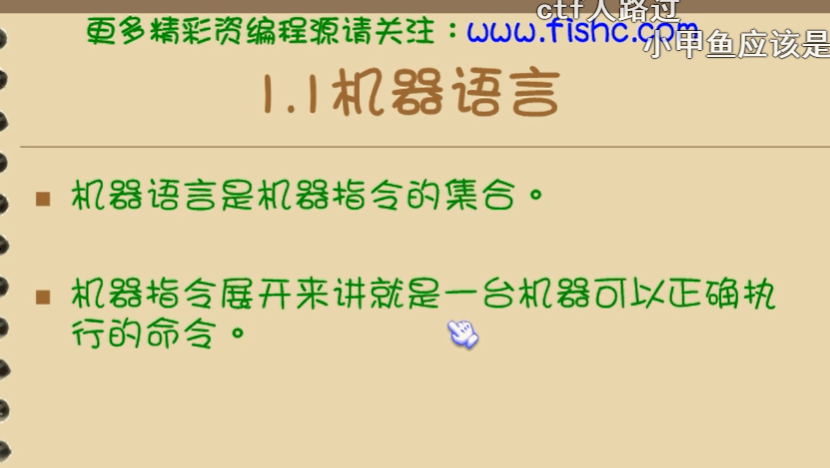 ctf人路过
更多精彩资编程源请关注：www.fishc.com
小甲鱼应该是
1.1机器语言
机器语言是机器指令的集合。
机器指令展开来讲就是一台机器可以正确执
行的命令。